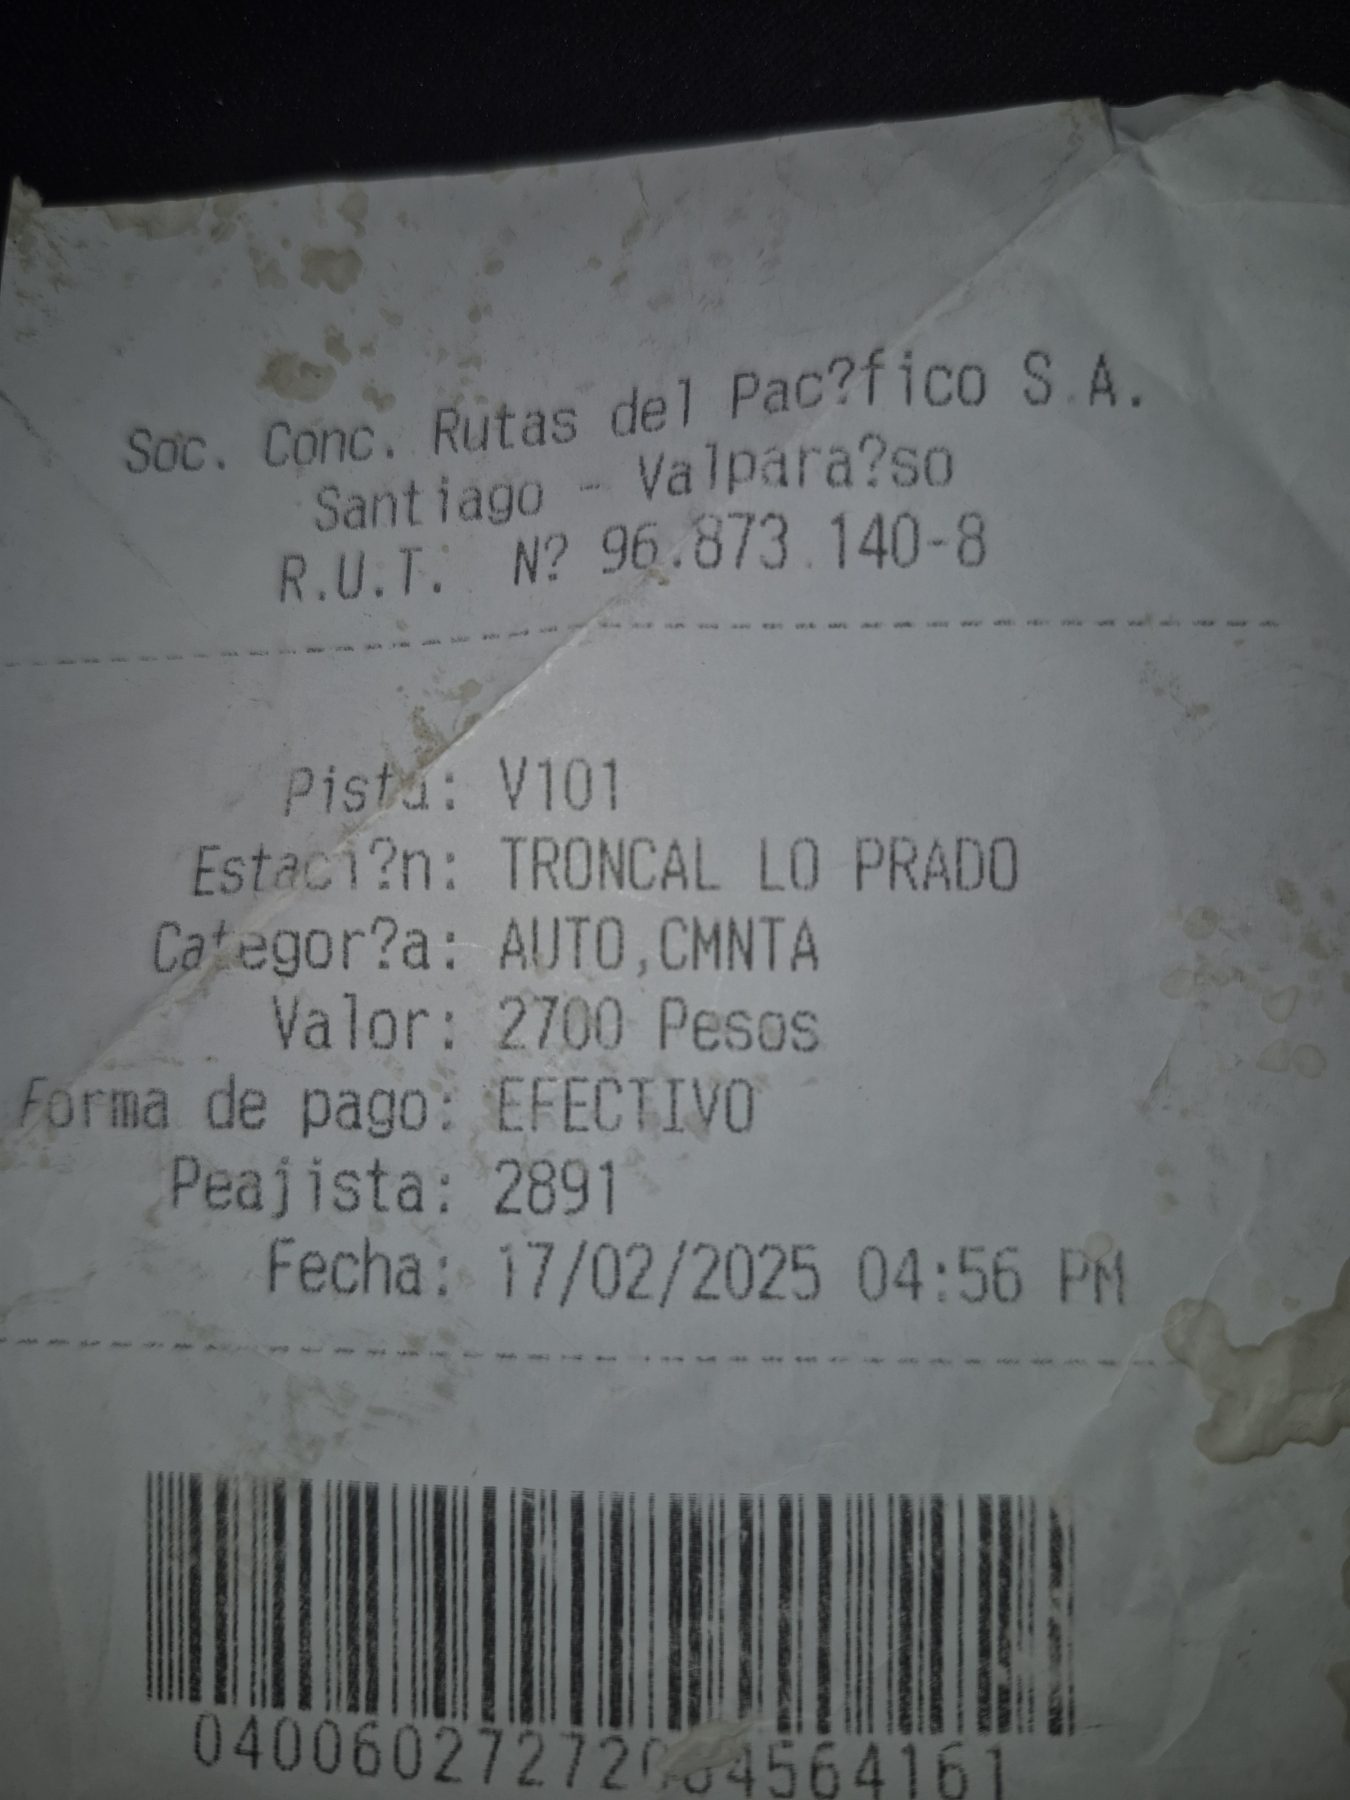 Soc. Conc. Rutas del Pac?fico S.A.
Santiago - Valpara?so
R.U.T. N? 96.873.140-8
Pista: V101
Estaci?n: TRONCAL LO PRADO
Categor?a: AUTO,CMNTA
Valor: 2700 Pesos
Forma de pago: EFECTIVO
Peajista: 2891
Fecha: 17/02/2025 04:56 PM